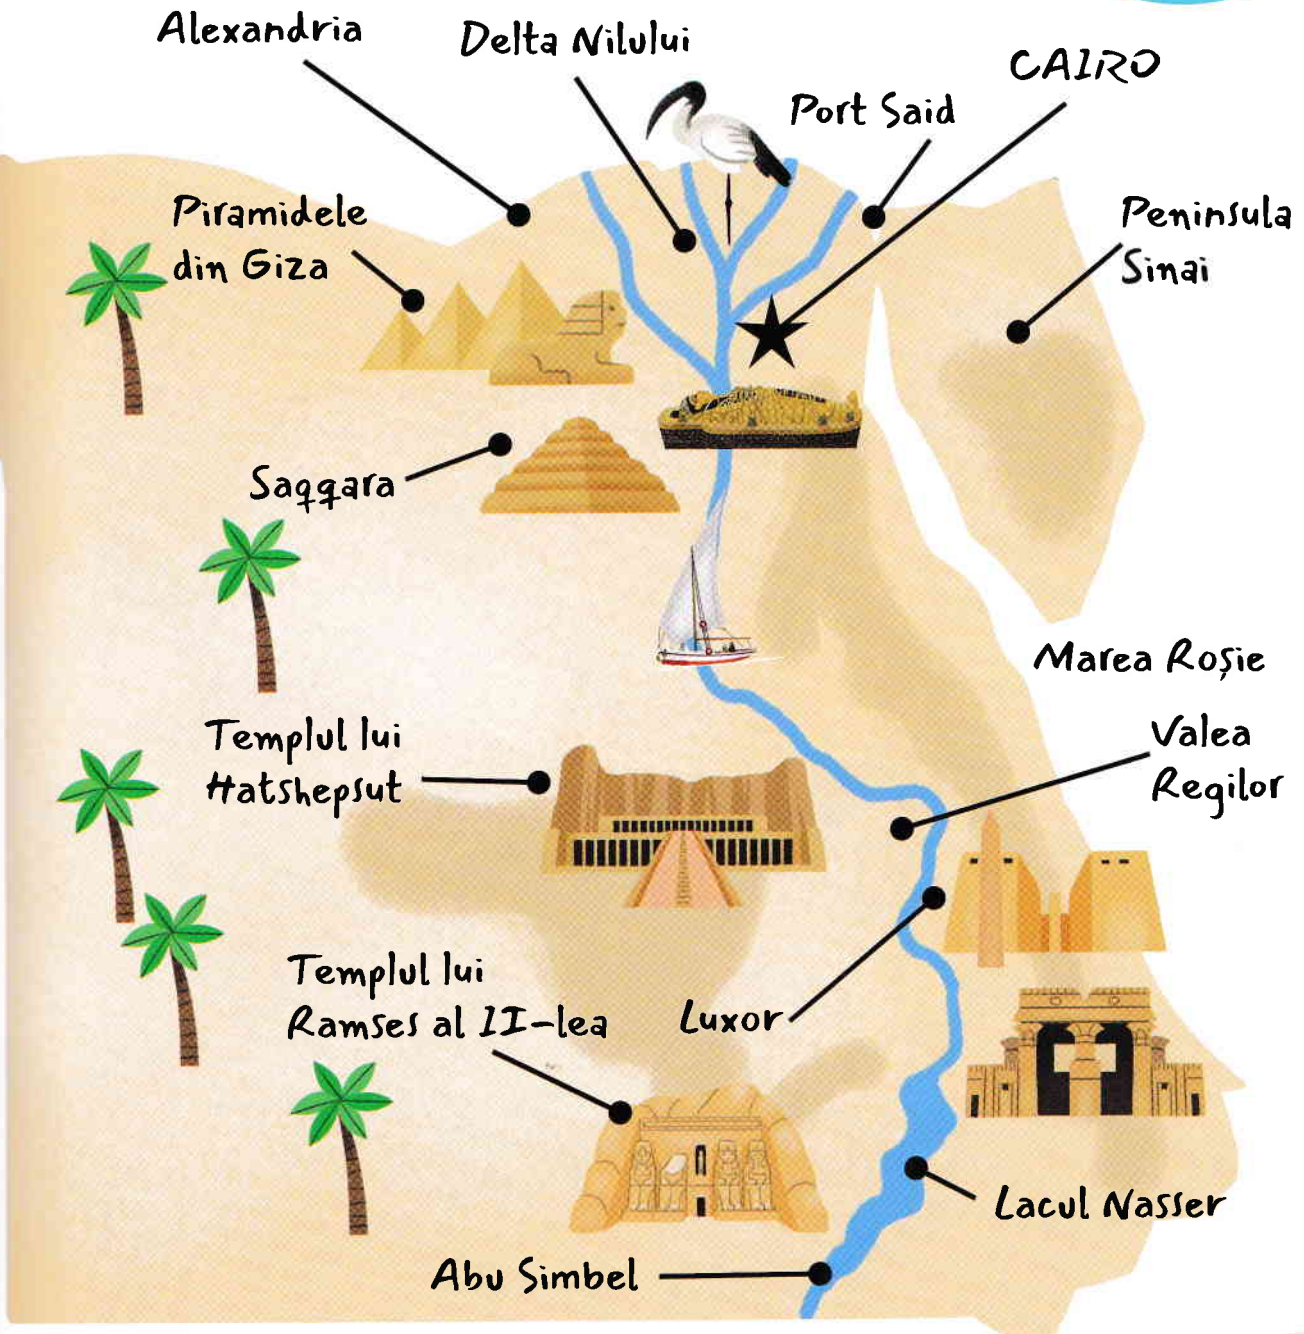 Alexandria
Delta Nilului
CAIRO
Port Said
Piramidele
din Giza
Peninsula
Sinai
Saqqara
Marea Roșie
Templul lui
Hatshepsut
Valea
Regilor
Templul lui
Ramses al II-lea
Luxor
Lacul Nasser
Abu Simbel